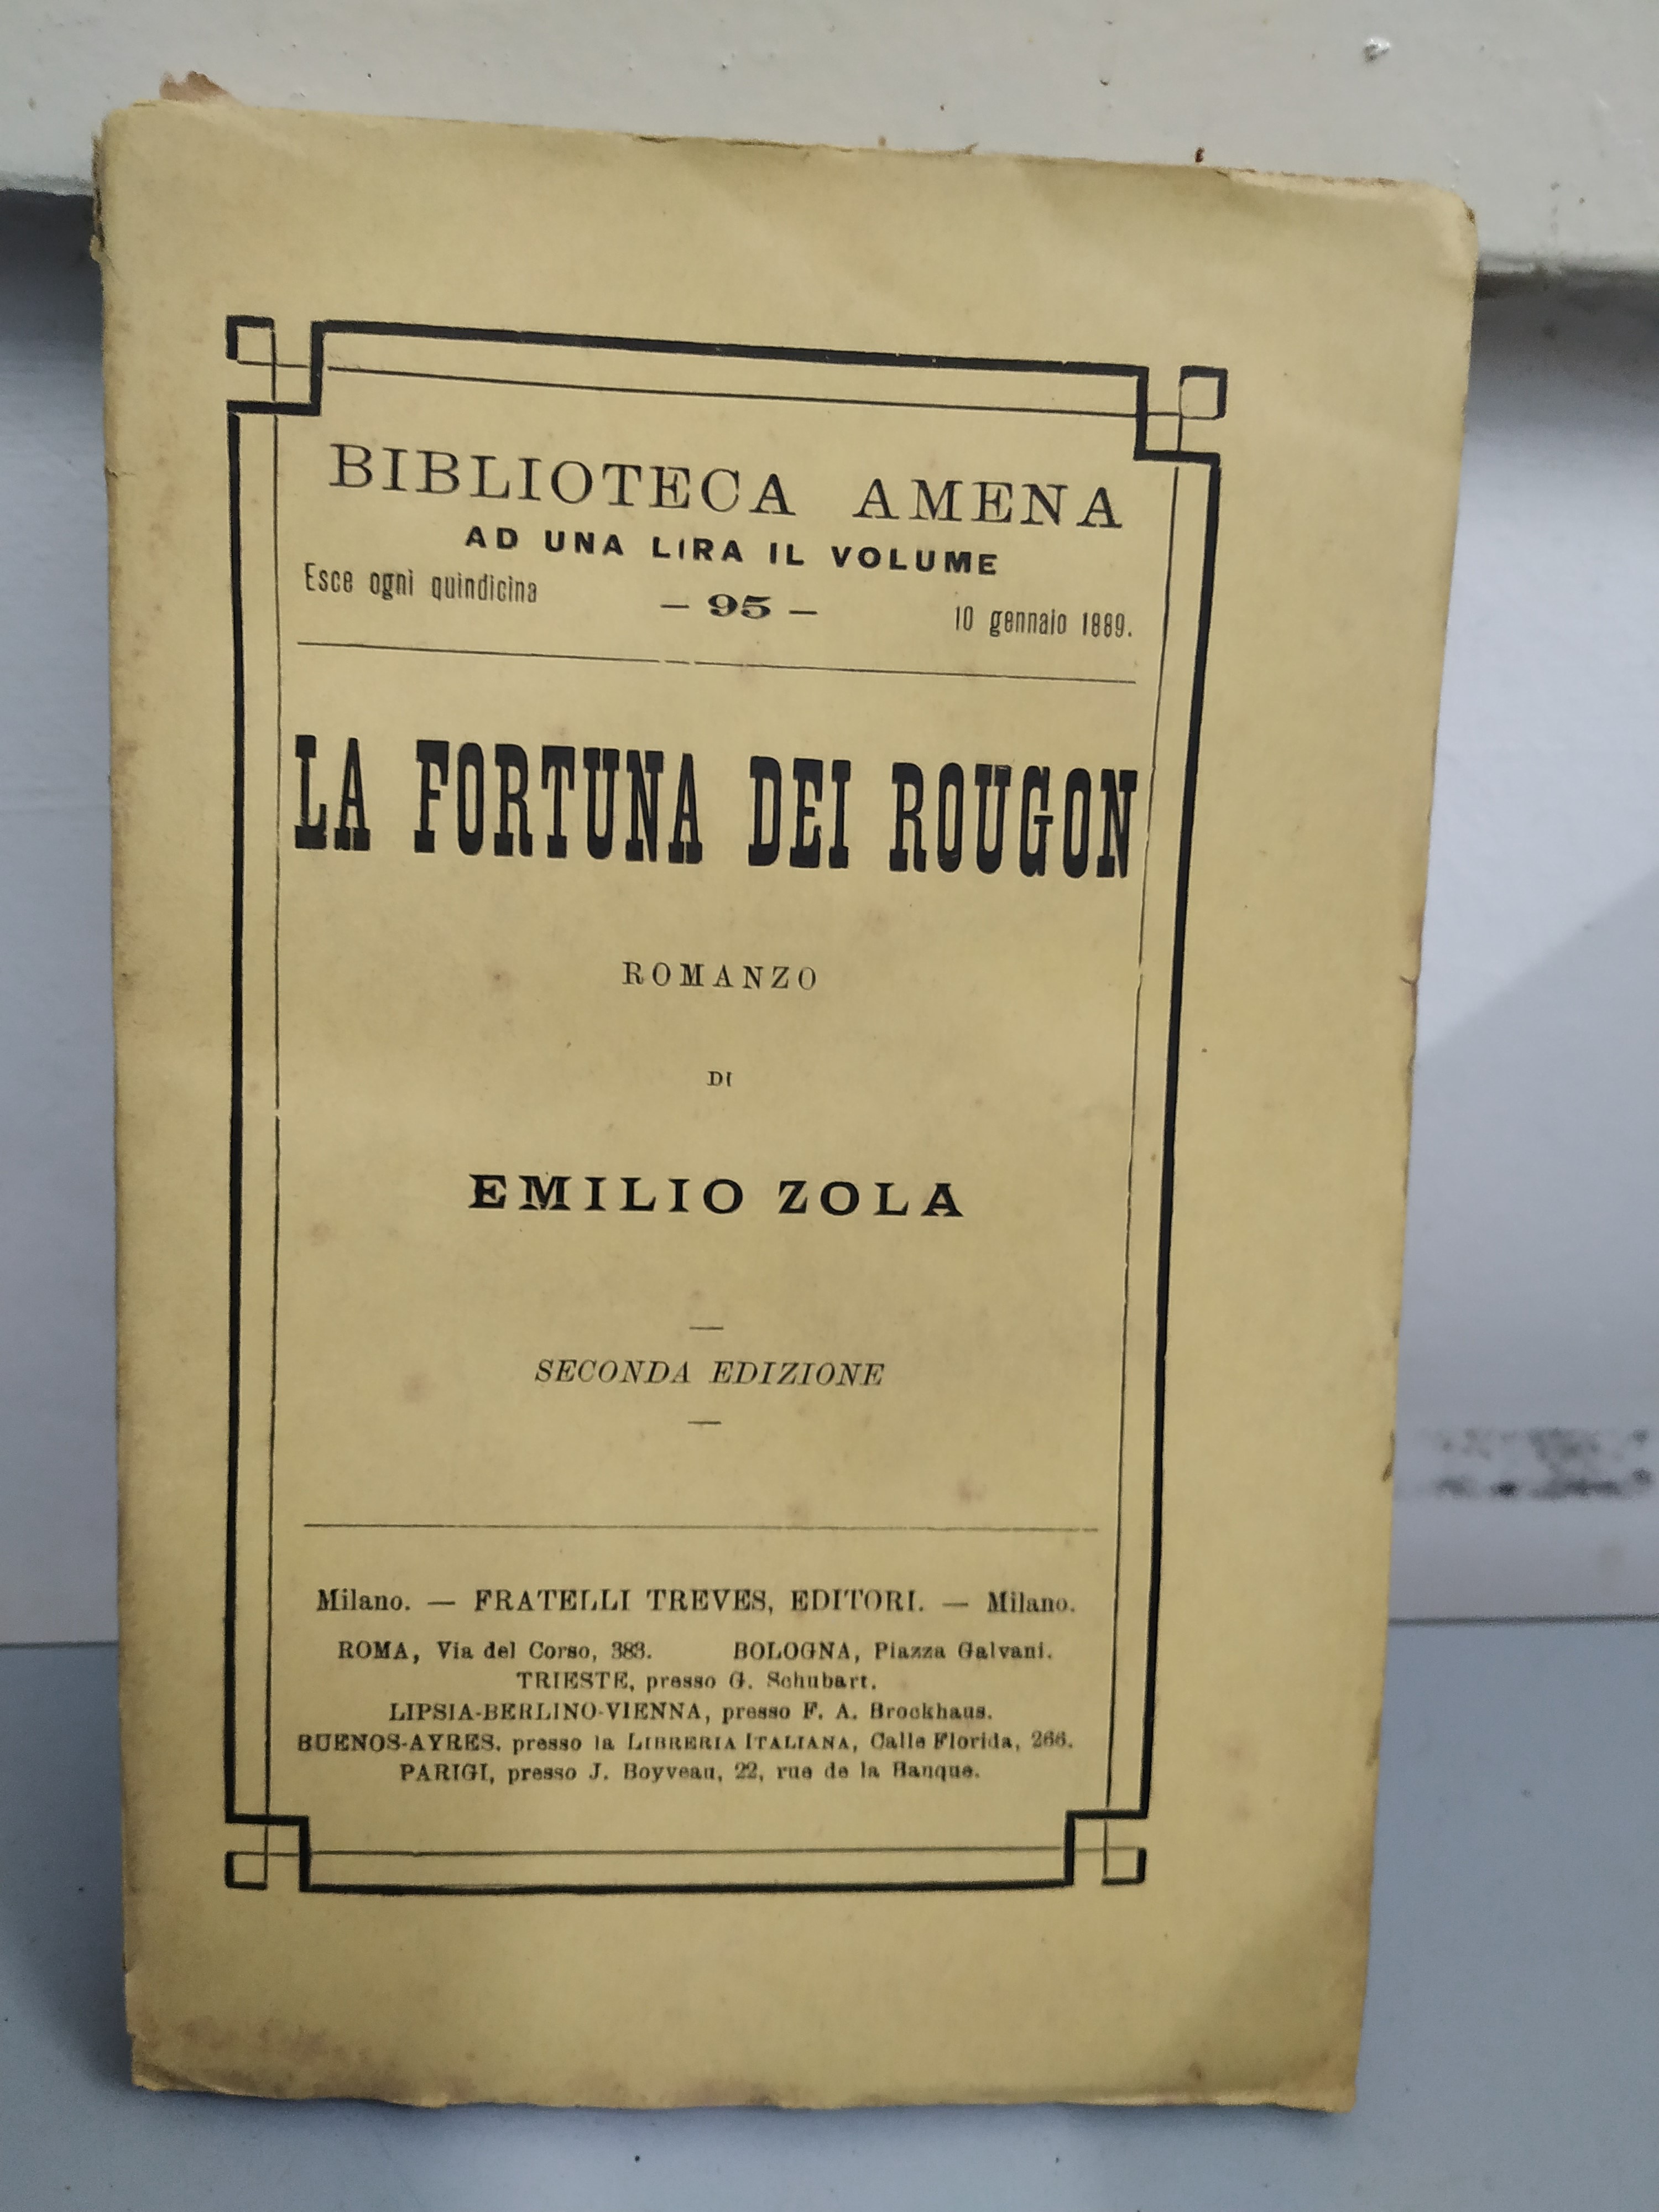 BIBLIOTECA AMENA
AD UNA LIRA IL VOLUME
Esce ogni quindicina — 95 — 10 gennaio 1889.
LA FORTUNA DEI ROUGON
ROMANZO
DI
EMILIO ZOLA
SECONDA EDIZIONE
Milano. — FRATELLI TREVES, EDITORI. — Milano.
ROMA, Via del Corso, 383. BOLOGNA, Piazza Galvani.
TRIESTE, presso G. Schubart.
LIPSIA-BERLINO-VIENNA, presso F. A. Brockhaus.
BUENOS-AYRES. presso la LIBRERIA ITALIANA, Calle Florida, 266.
PARIGI, presso J. Boyveau, 22, rue de la Banque.